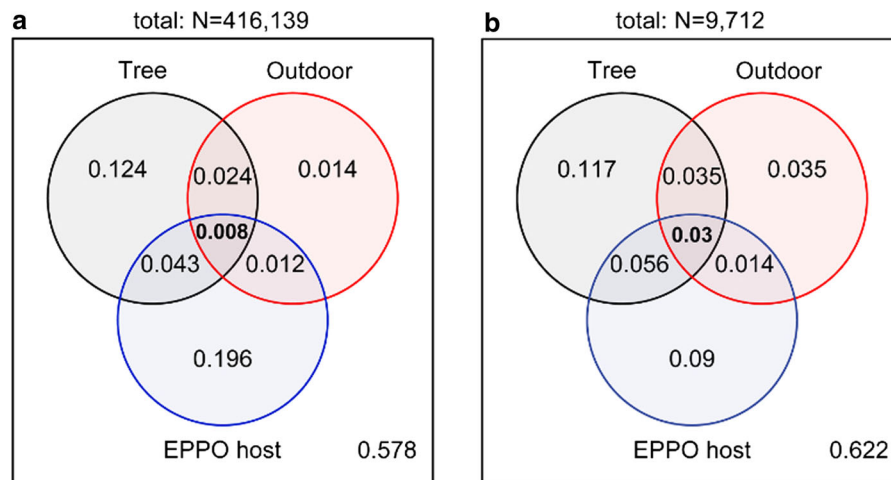 a
total: N=416,139
Tree
Outdoor
0.124
0.024
0.014
0.008
0.043
0.012
0.196
EPPO host
0.578
b
total: N=9,712
Tree
Outdoor
0.117
0.035
0.035
0.03
0.056
0.014
0.09
EPPO host
0.622